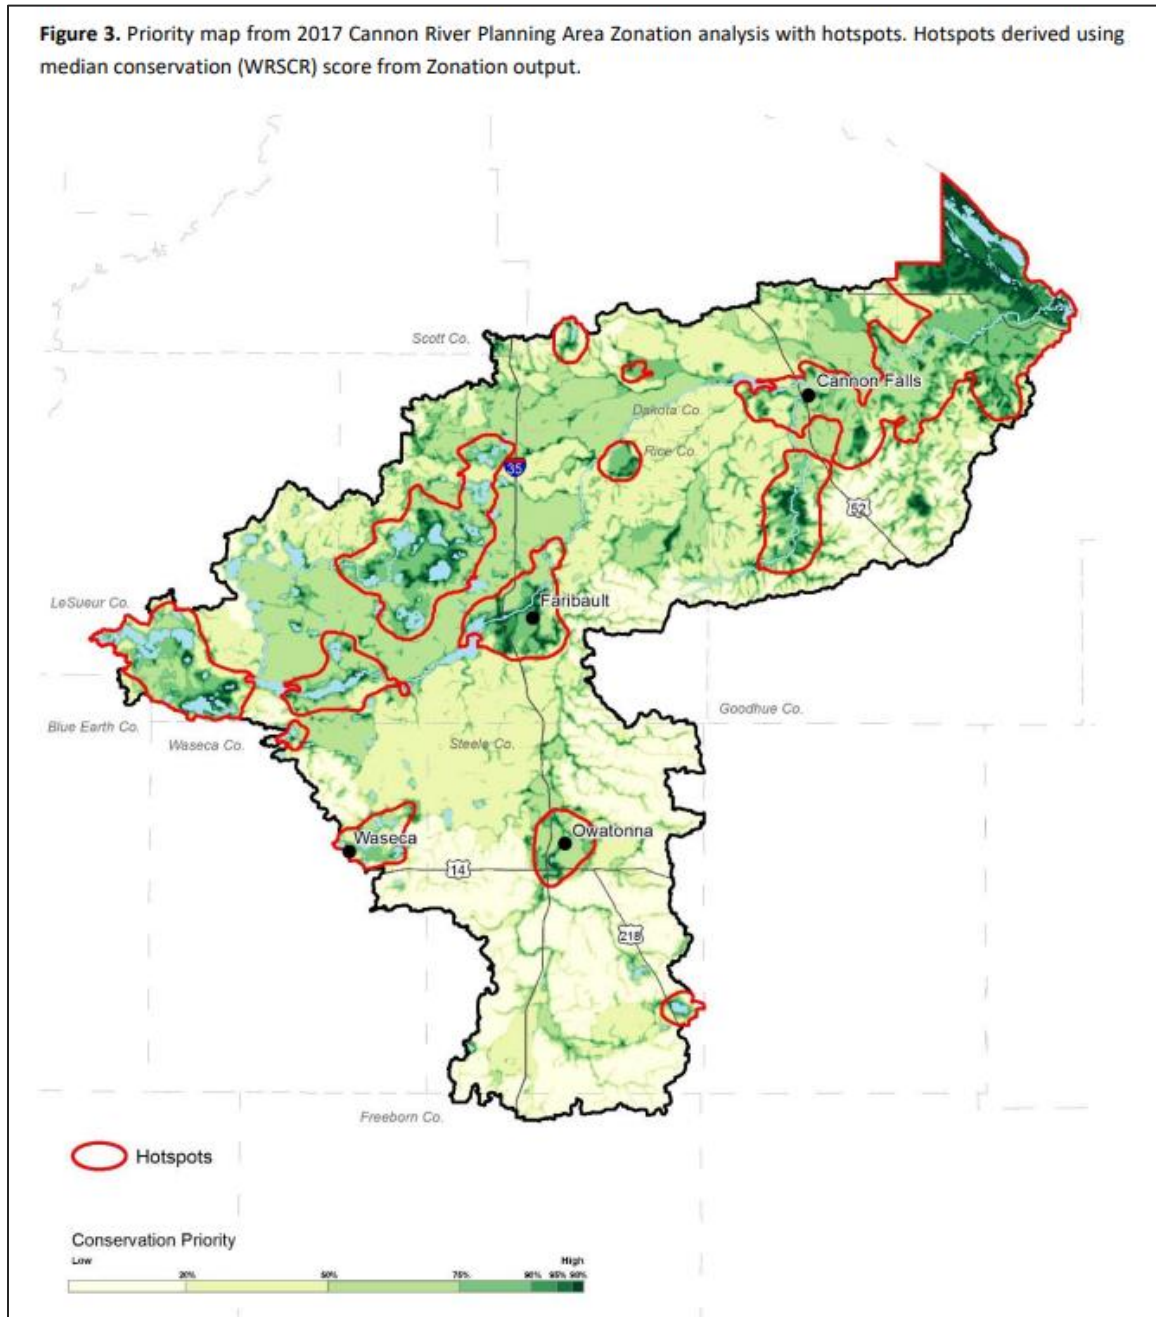 Figure 3. Priority map from 2017 Cannon River Planning Area Zonation analysis with hotspots. Hotspots derived using
median conservation (WRSCR) score from Zonation output.
Scott Co.
Cannon Falls
Dakota Co.
Rice Co.
35
52
LeSueur Co.
Faribault
Goodhue Co.
Blue Earth Co.
Waseca Co.
Steele Co.
Waseca
Owatonna
14
218
Freeborn Co.
Hotspots
Conservation Priority
Low High
20% 50% 75% 90% 95% 98%